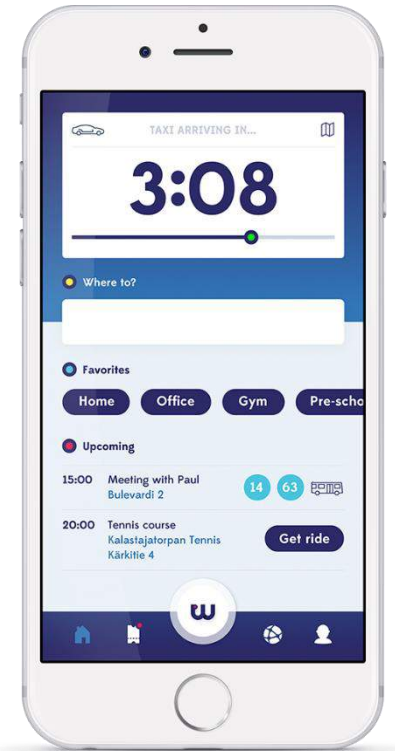 TAXI ARRIVING IN...
3:08
Where to?
Favorites
Home Office Gym Pre-scho
Upcoming
15:00 Meeting with Paul 14 63
Bulevardi 2
20:00 Tennis course Get ride
Kalastajatorpan Tennis
Kärkitie 4
w